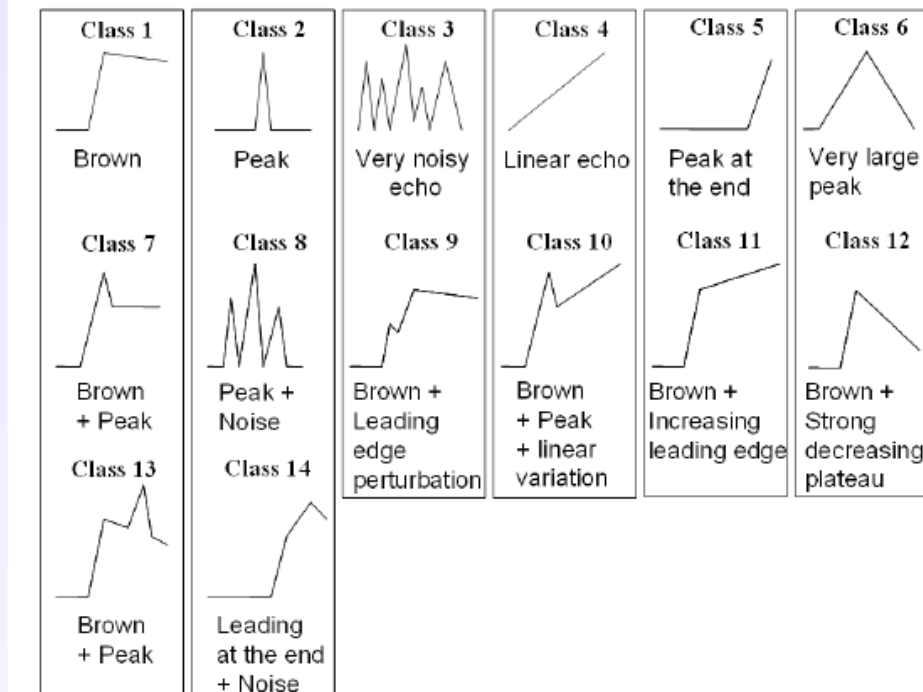 Class 1
Brown
Class 2
Peak
Class 3
Very noisy
echo
Class 4
Linear echo
Class 5
Peak at
the end
Class 6
Very large
peak
Class 7
Brown
+ Peak
Class 8
Peak +
Noise
Class 9
Brown +
Leading
edge
perturbation
Class 10
Brown
+ Peak
+ linear
variation
Class 11
Brown +
Increasing
leading edge
Class 12
Brown +
Strong
decreasing
plateau
Class 13
Brown
+ Peak
Class 14
Leading
at the end
+ Noise